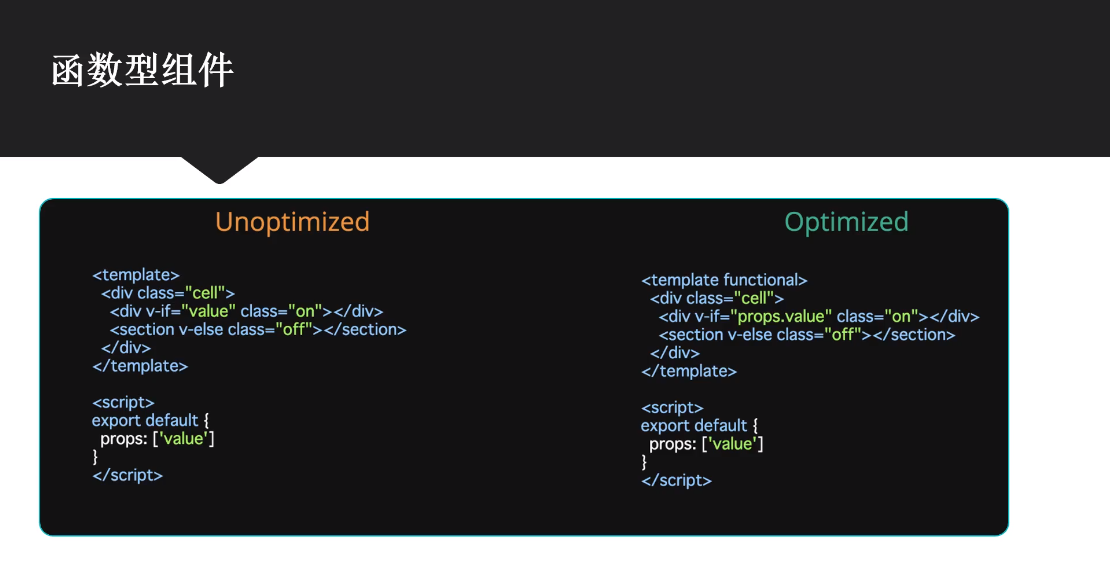 函数型组件
Unoptimized
<template>
<div class="cell">
<div v-if="value" class="on"></div>
<section v-else class="off"></section>
</div>
</template>
<script>
export default {
props: ['value']
}
</script>
Optimized
<template functional>
<div class="cell">
<div v-if="props.value" class="on"></div>
<section v-else class="off"></section>
</div>
</template>
<script>
export default {
props: ['value']
}
</script>